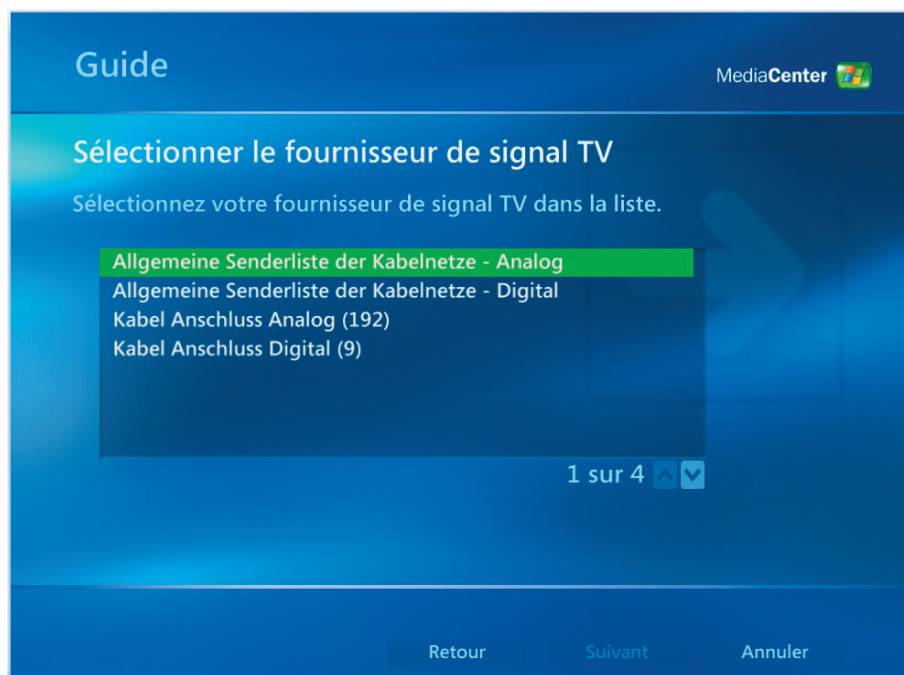 Guide
MediaCenter
Sélectionner le fournisseur de signal TV
Sélectionnez votre fournisseur de signal TV dans la liste.
Allgemeine Senderliste der Kabelnetze - Analog
Allgemeine Senderliste der Kabelnetze - Digital
Kabel Anschluss Analog (192)
Kabel Anschluss Digital (9)
1 sur 4
Retour Suivant Annuler